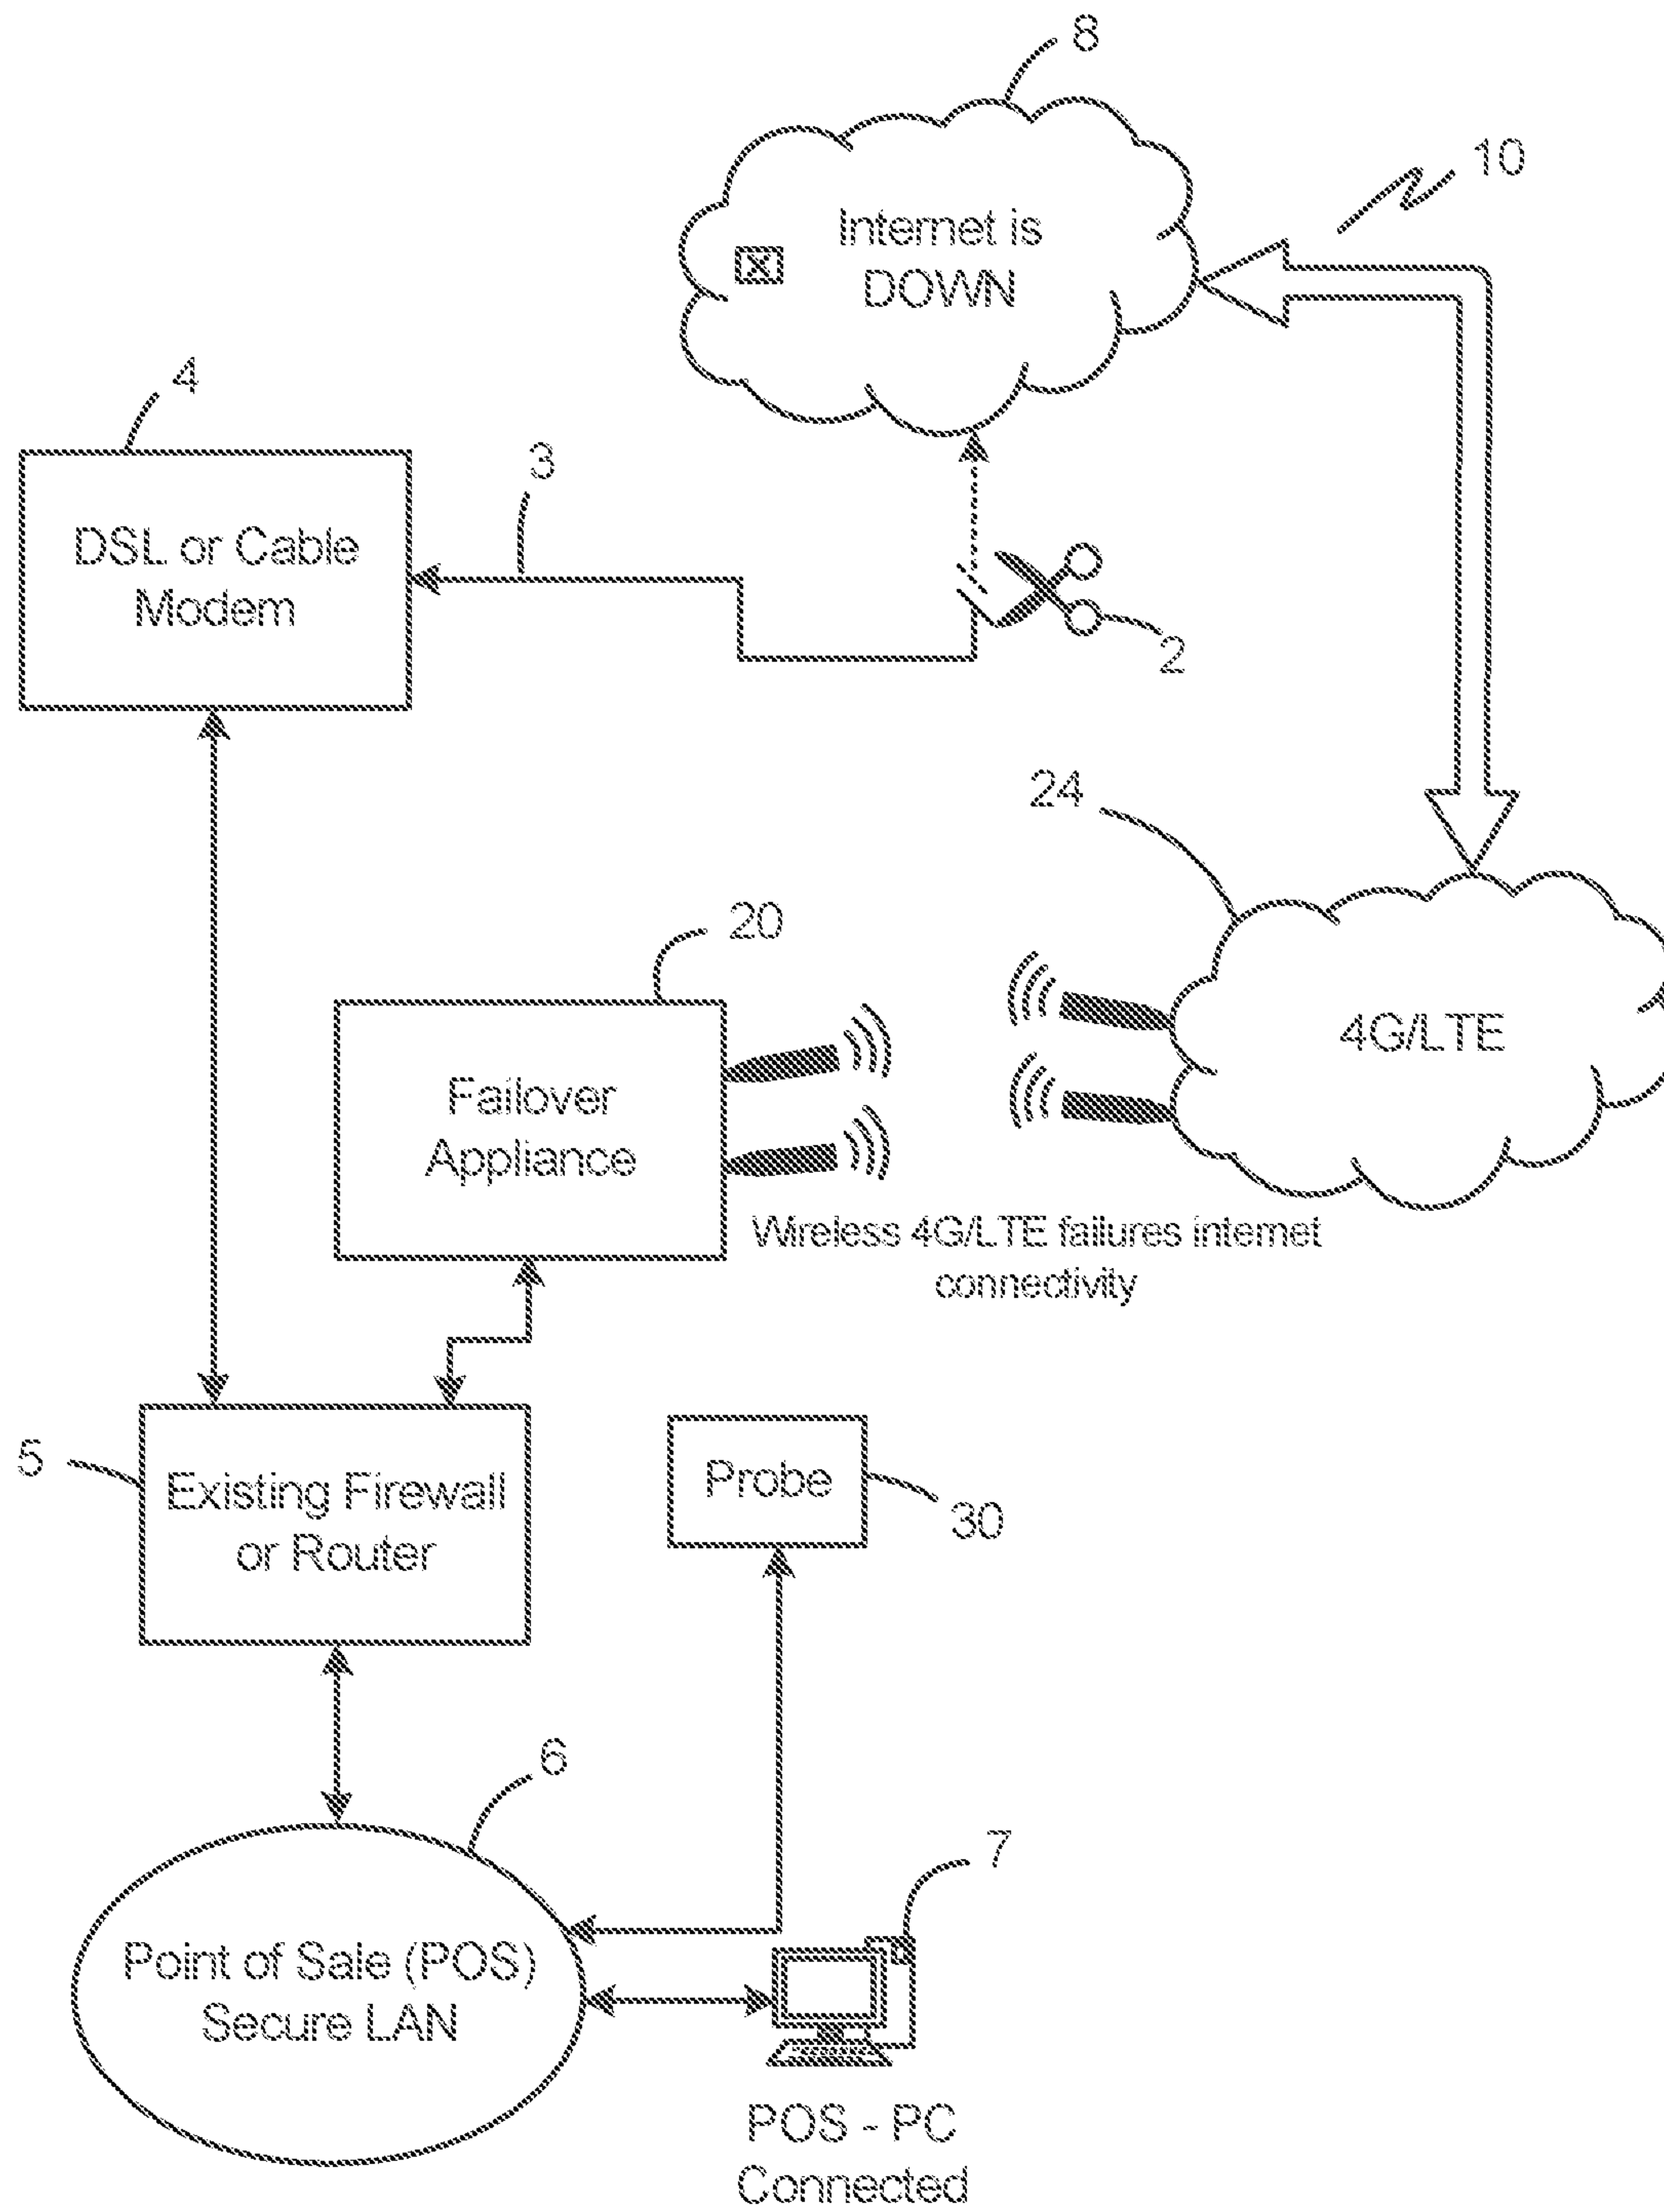 8
10
Internet is
DOWN
X
4
3
DSL or Cable
Modem
2
24
20
4G/LTE
Failover
Appliance
Wireless 4G/LTE failures internet
connectivity
5
Existing Firewall
or Router
Probe
30
6
7
Point of Sale (POS)
Secure LAN
POS - PC
Connected